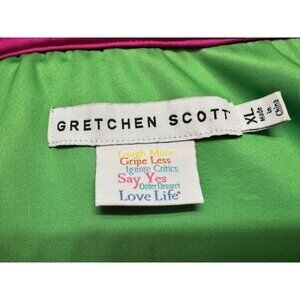 GRETCHEN SCOTT
XL
Made
in
China
Laugh More
Gripe Less
Ignore Critics
Say Yes
Order Dessert
Love Life®